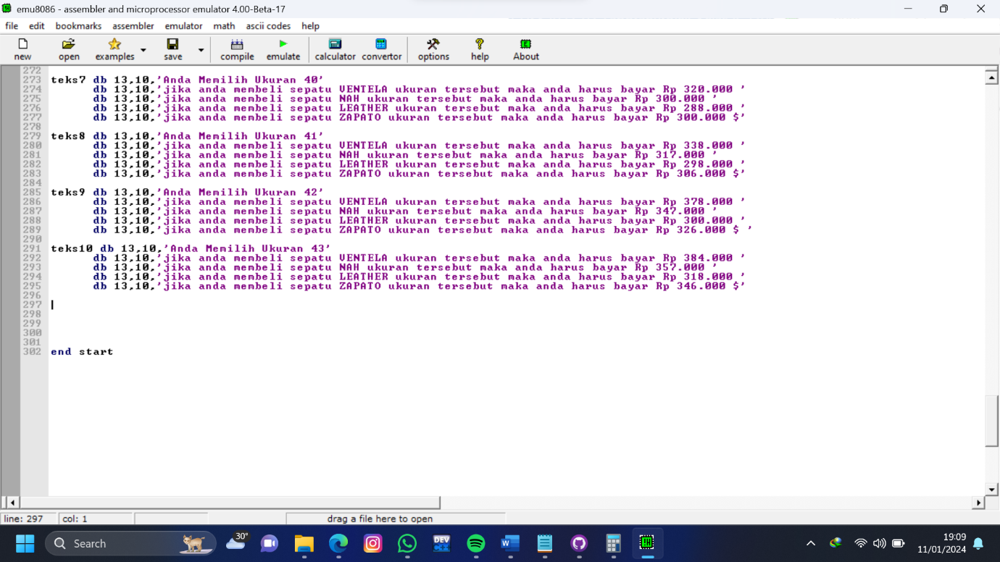 emu8086 - assembler and microprocessor emulator 4.00-Beta-17
file edit bookmarks assembler emulator math ascii codes help
new open examples save compile emulate calculator convertor options help About
272
273 teks7 db 13,10,'Anda Memilih Ukuran 40'
274 db 13,10,'jika anda membeli sepatu VENTELA ukuran tersebut maka anda harus bayar Rp 320.000 '
275 db 13,10,'jika anda membeli sepatu NAH ukuran tersebut maka anda harus bayar Rp 300.000 '
276 db 13,10,'jika anda membeli sepatu LEATHER ukuran tersebut maka anda harus bayar Rp 288.000 '
277 db 13,10,'jika anda membeli sepatu ZAPATO ukuran tersebut maka anda harus bayar Rp 300.000 $'
278
279 teks8 db 13,10,'Anda Memilih Ukuran 41'
280 db 13,10,'jika anda membeli sepatu VENTELA ukuran tersebut maka anda harus bayar Rp 338.000 '
281 db 13,10,'jika anda membeli sepatu NAH ukuran tersebut maka anda harus bayar Rp 317.000 '
282 db 13,10,'jika anda membeli sepatu LEATHER ukuran tersebut maka anda harus bayar Rp 298.000 '
283 db 13,10,'jika anda membeli sepatu ZAPATO ukuran tersebut maka anda harus bayar Rp 306.000 $'
284
285 teks9 db 13,10,'Anda Memilih Ukuran 42'
286 db 13,10,'jika anda membeli sepatu VENTELA ukuran tersebut maka anda harus bayar Rp 378.000 '
287 db 13,10,'jika anda membeli sepatu NAH ukuran tersebut maka anda harus bayar Rp 347.000 '
288 db 13,10,'jika anda membeli sepatu LEATHER ukuran tersebut maka anda harus bayar Rp 300.000 '
289 db 13,10,'jika anda membeli sepatu ZAPATO ukuran tersebut maka anda harus bayar Rp 326.000 $ '
290
291 teks10 db 13,10,'Anda Memilih Ukuran 43'
292 db 13,10,'jika anda membeli sepatu VENTELA ukuran tersebut maka anda harus bayar Rp 384.000 '
293 db 13,10,'jika anda membeli sepatu NAH ukuran tersebut maka anda harus bayar Rp 357.000 '
294 db 13,10,'jika anda membeli sepatu LEATHER ukuran tersebut maka anda harus bayar Rp 318.000 '
295 db 13,10,'jika anda membeli sepatu ZAPATO ukuran tersebut maka anda harus bayar Rp 346.000 $'
296
297
298
299
300
301
302 end start
line: 297 col: 1 drag a file here to open
Search 30° DEV C++ W 19:09
11/01/2024